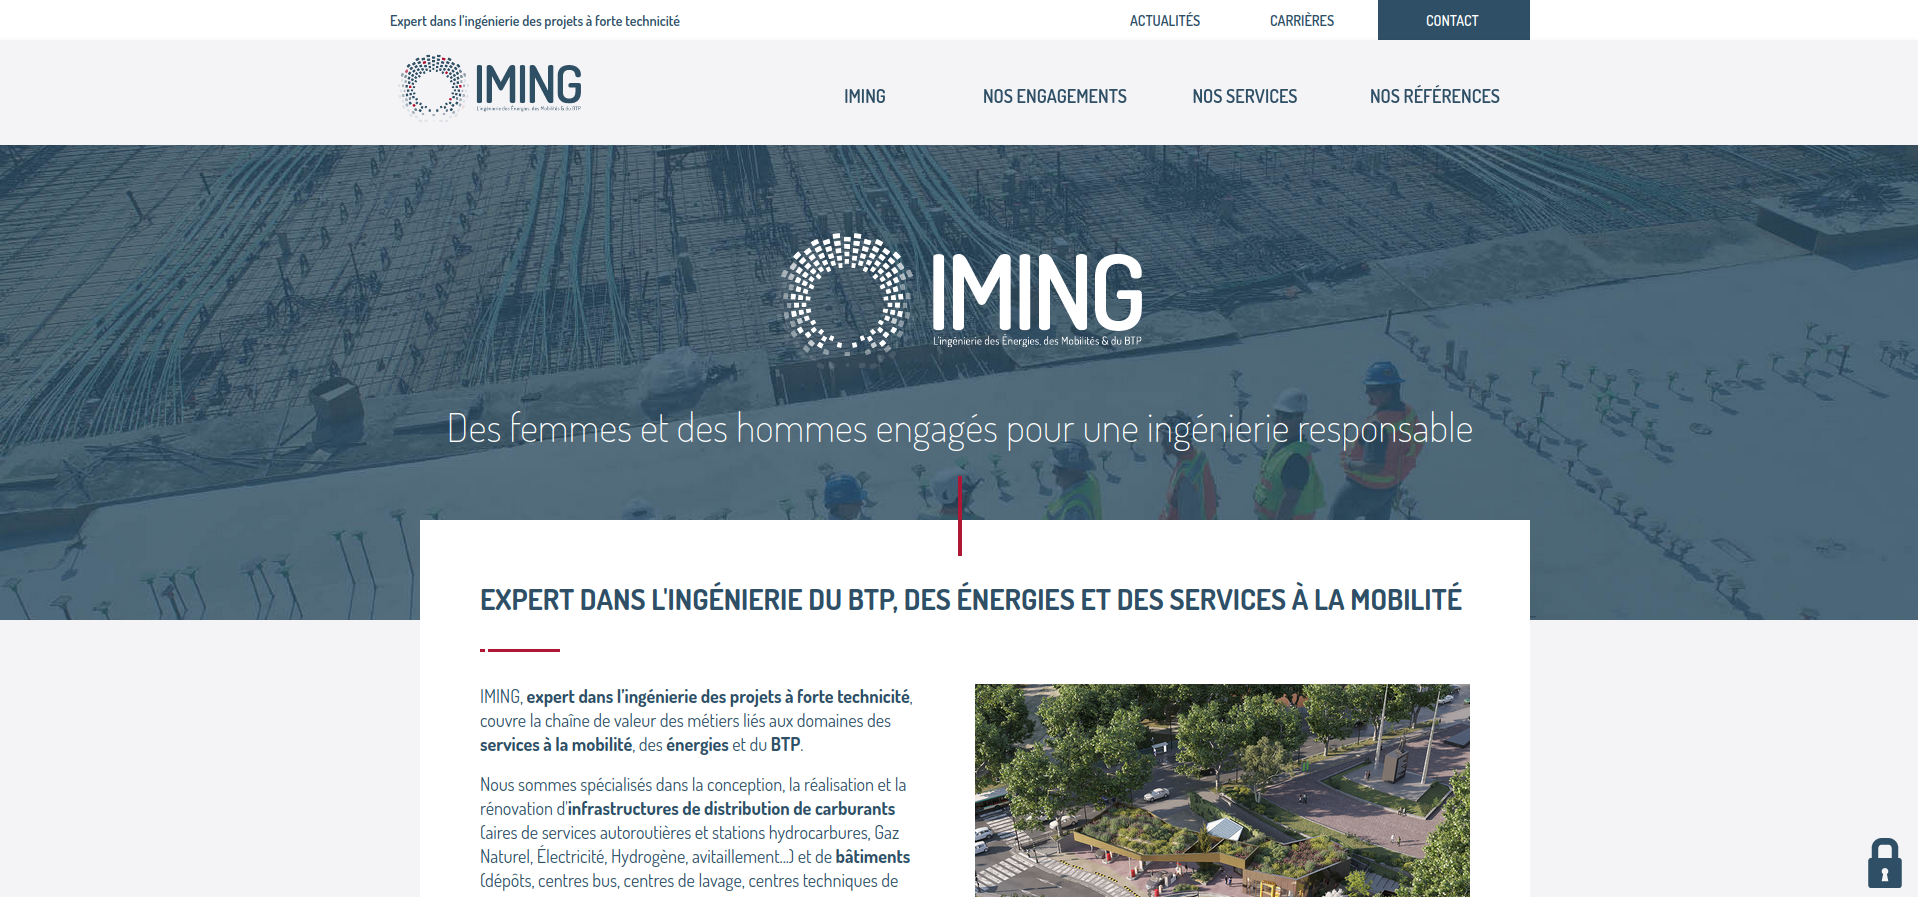 Expert dans l'ingénierie des projets à forte technicité
ACTUALITÉS
CARRIÈRES
CONTACT
IMING
L'ingénierie des Énergies, des Mobilités & du BTP
IMING
NOS ENGAGEMENTS
NOS SERVICES
NOS RÉFÉRENCES
IMING
L'ingénierie des Énergies, des Mobilités & du BTP
Des femmes et des hommes engagés pour une ingénierie responsable
EXPERT DANS L'INGÉNIERIE DU BTP, DES ÉNERGIES ET DES SERVICES À LA MOBILITÉ
IMING, expert dans l'ingénierie des projets à forte technicité,
couvre la chaîne de valeur des métiers liés aux domaines des
services à la mobilité, des énergies et du BTP.
Nous sommes spécialisés dans la conception, la réalisation et la
rénovation d'infrastructures de distribution de carburants
(aires de services autoroutières et stations hydrocarbures, Gaz
Naturel, Électricité, Hydrogène, avitaillement...) et de bâtiments
(dépôts, centres bus, centres de lavage, centres techniques de